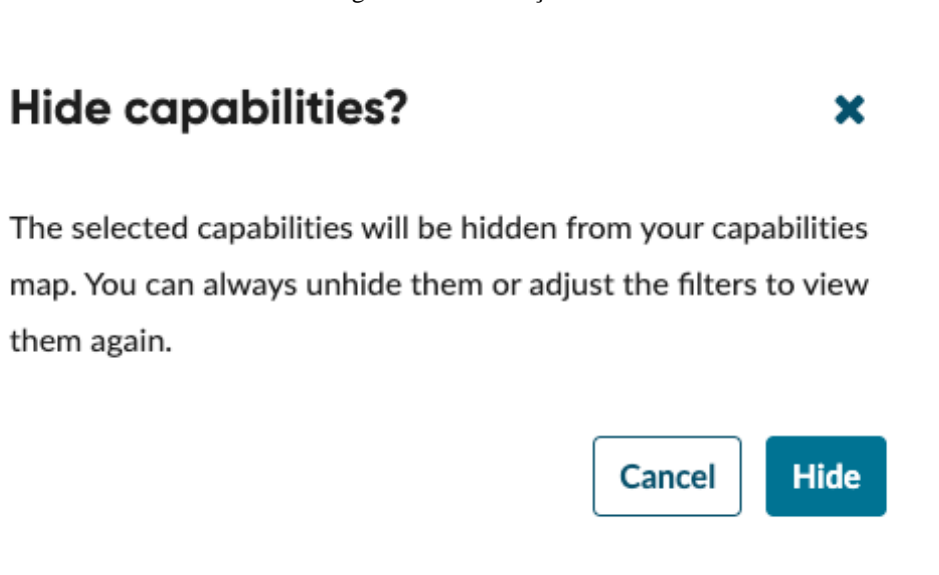 Hide capabilities?
The selected capabilities will be hidden from your capabilities
map. You can always unhide them or adjust the filters to view
them again.
Cancel
Hide